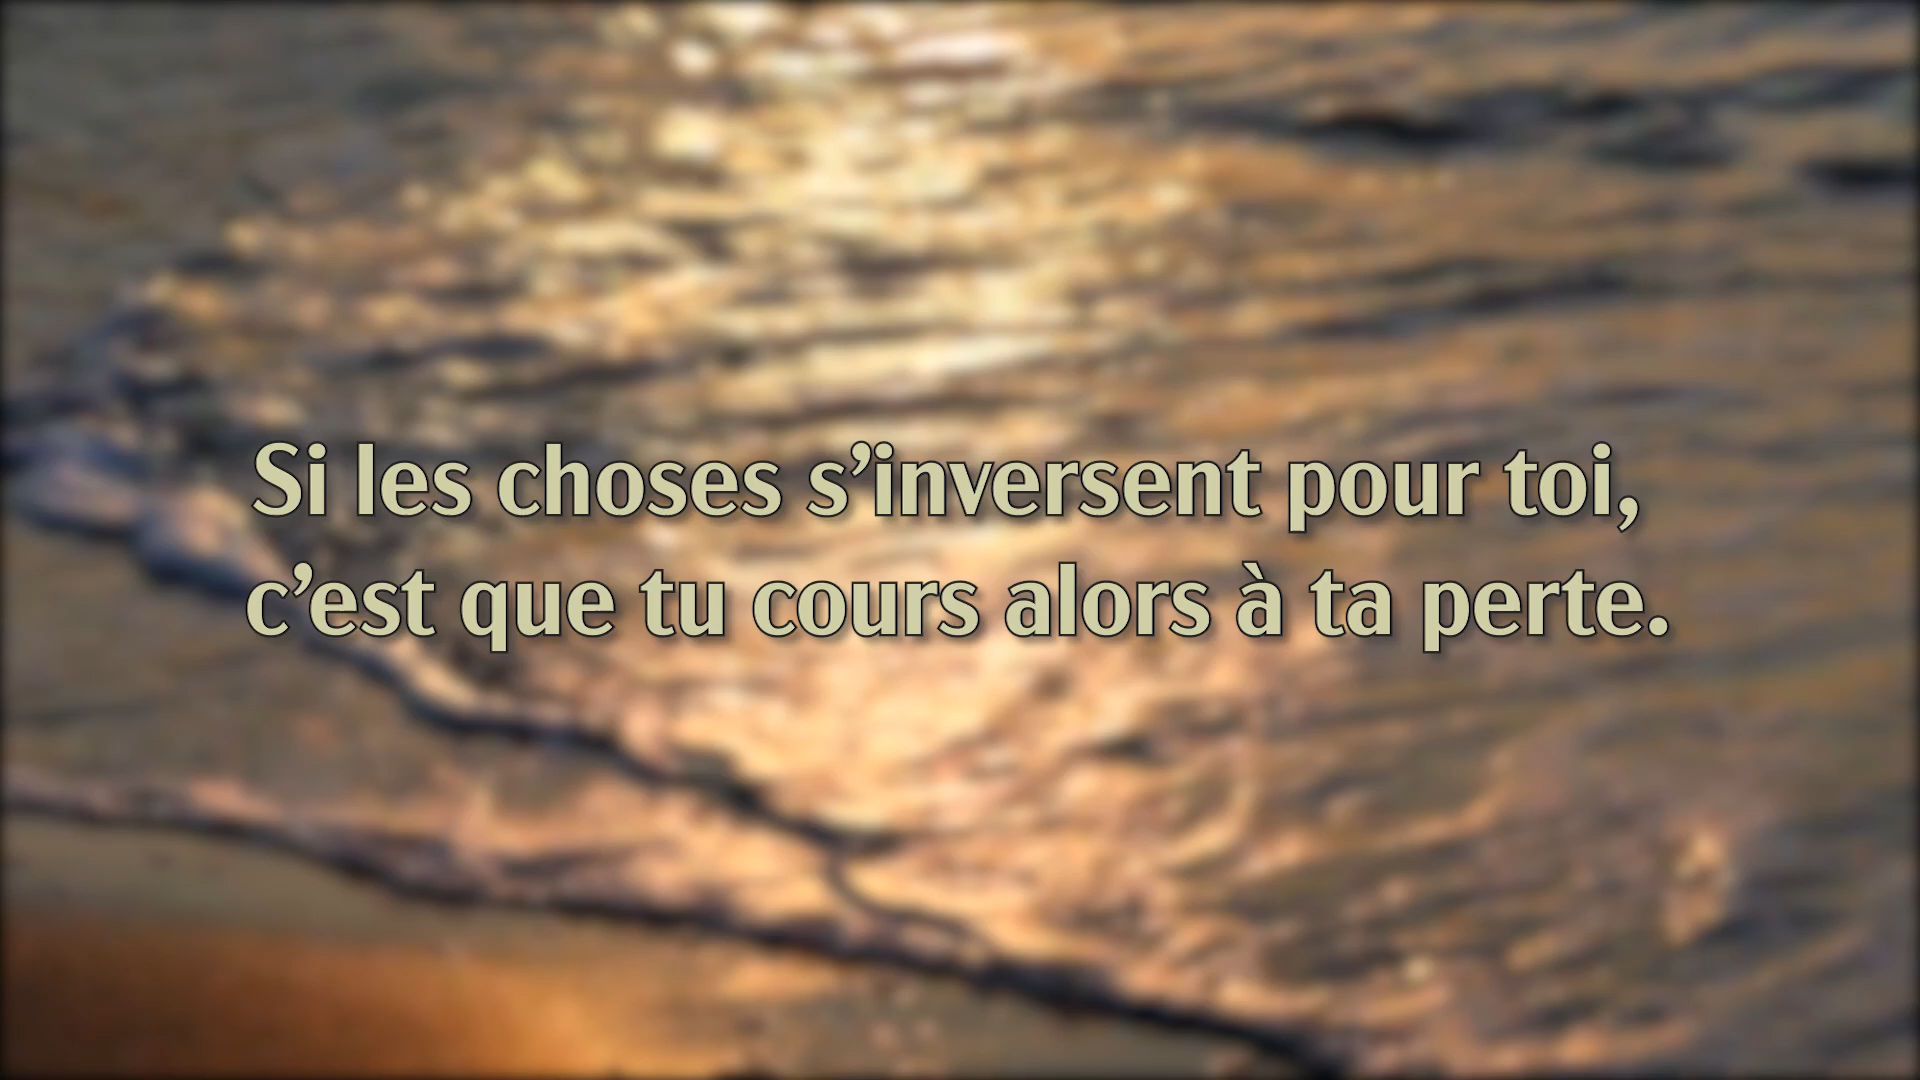 Si les choses s’inversent pour toi,
c’est que tu cours alors à ta perte.